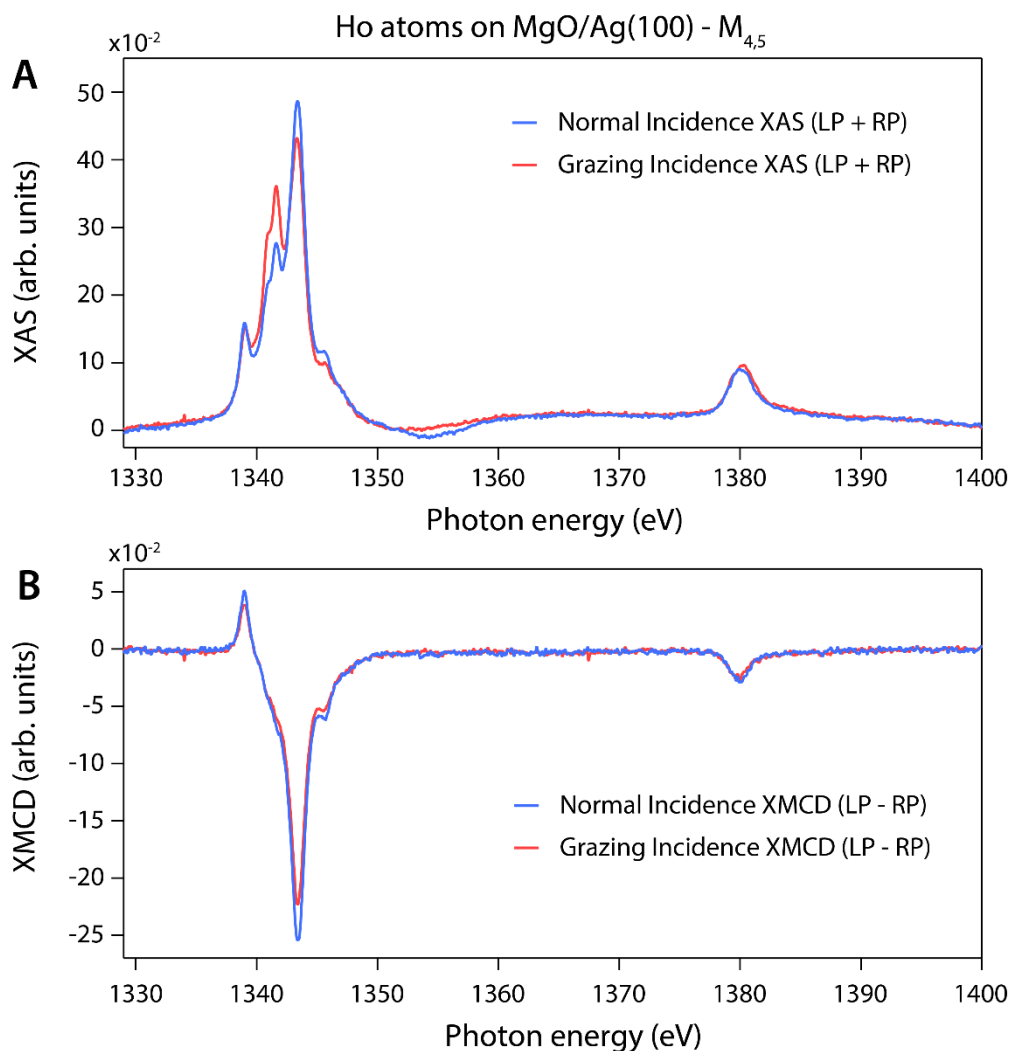 Ho atoms on MgO/Ag(100) - M4,5
x10-2
A
50
40
30
20
10
0
XAS (arb. units)
Normal Incidence XAS (LP + RP)
Grazing Incidence XAS (LP + RP)
1330 1340 1350 1360 1370 1380 1390 1400
Photon energy (eV)
x10-2
B
5
0
-5
-10
-15
-20
-25
XMCD (arb. units)
Normal Incidence XMCD (LP - RP)
Grazing Incidence XMCD (LP - RP)
1330 1340 1350 1360 1370 1380 1390 1400
Photon energy (eV)